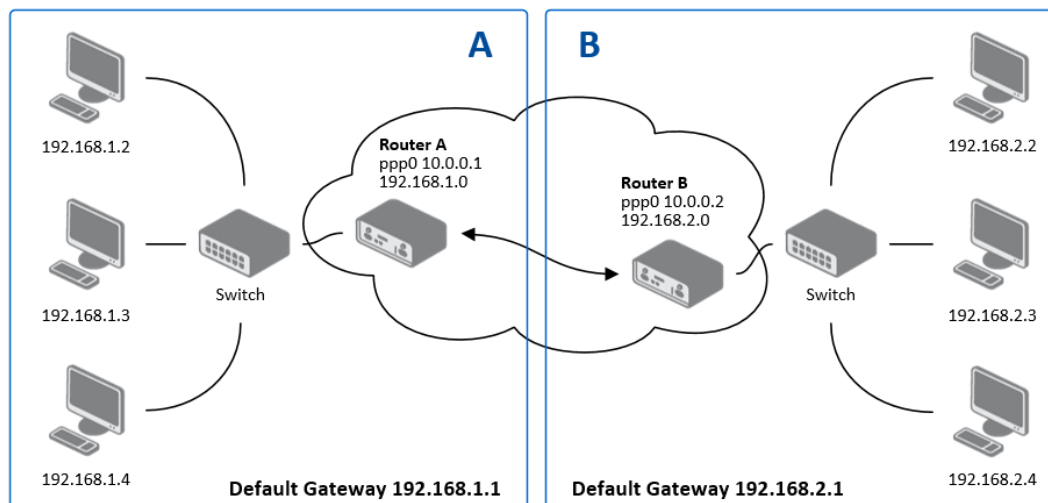 A
B
192.168.1.2
Router A
ppp0 10.0.0.1
192.168.1.0
192.168.2.2
Router B
ppp0 10.0.0.2
192.168.2.0
Switch
Switch
192.168.1.3
192.168.2.3
192.168.1.4
Default Gateway 192.168.1.1
Default Gateway 192.168.2.1
192.168.2.4